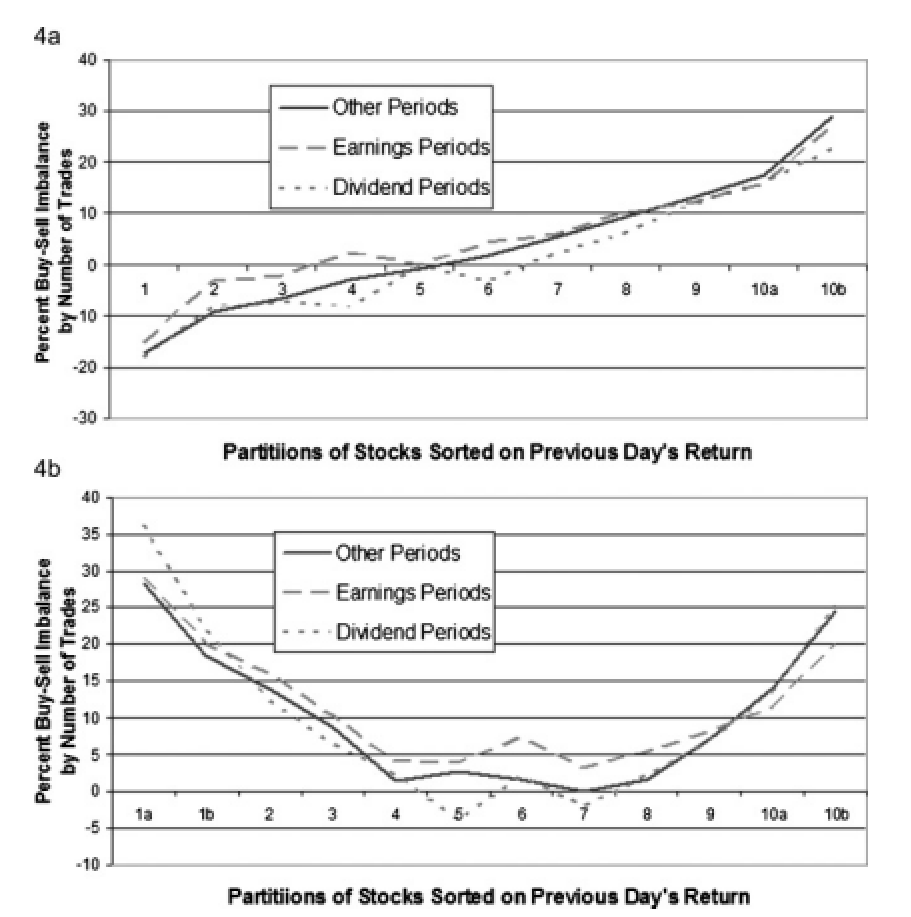 4a
Percent Buy-Sell Imbalance
by Number of Trades
40
30
20
10
0
-10
-20
-30
Other Periods
Earnings Periods
Dividend Periods
1 2 3 4 5 6 7 8 9 10a 10b
Partitiions of Stocks Sorted on Previous Day's Return
4b
Percent Buy-Sell Imbalance
by Number of Trades
40
35
30
25
20
15
10
5
0
-5
-10
Other Periods
Earnings Periods
Dividend Periods
1a 1b 2 3 4 5 6 7 8 9 10a 10b
Partitiions of Stocks Sorted on Previous Day's Return